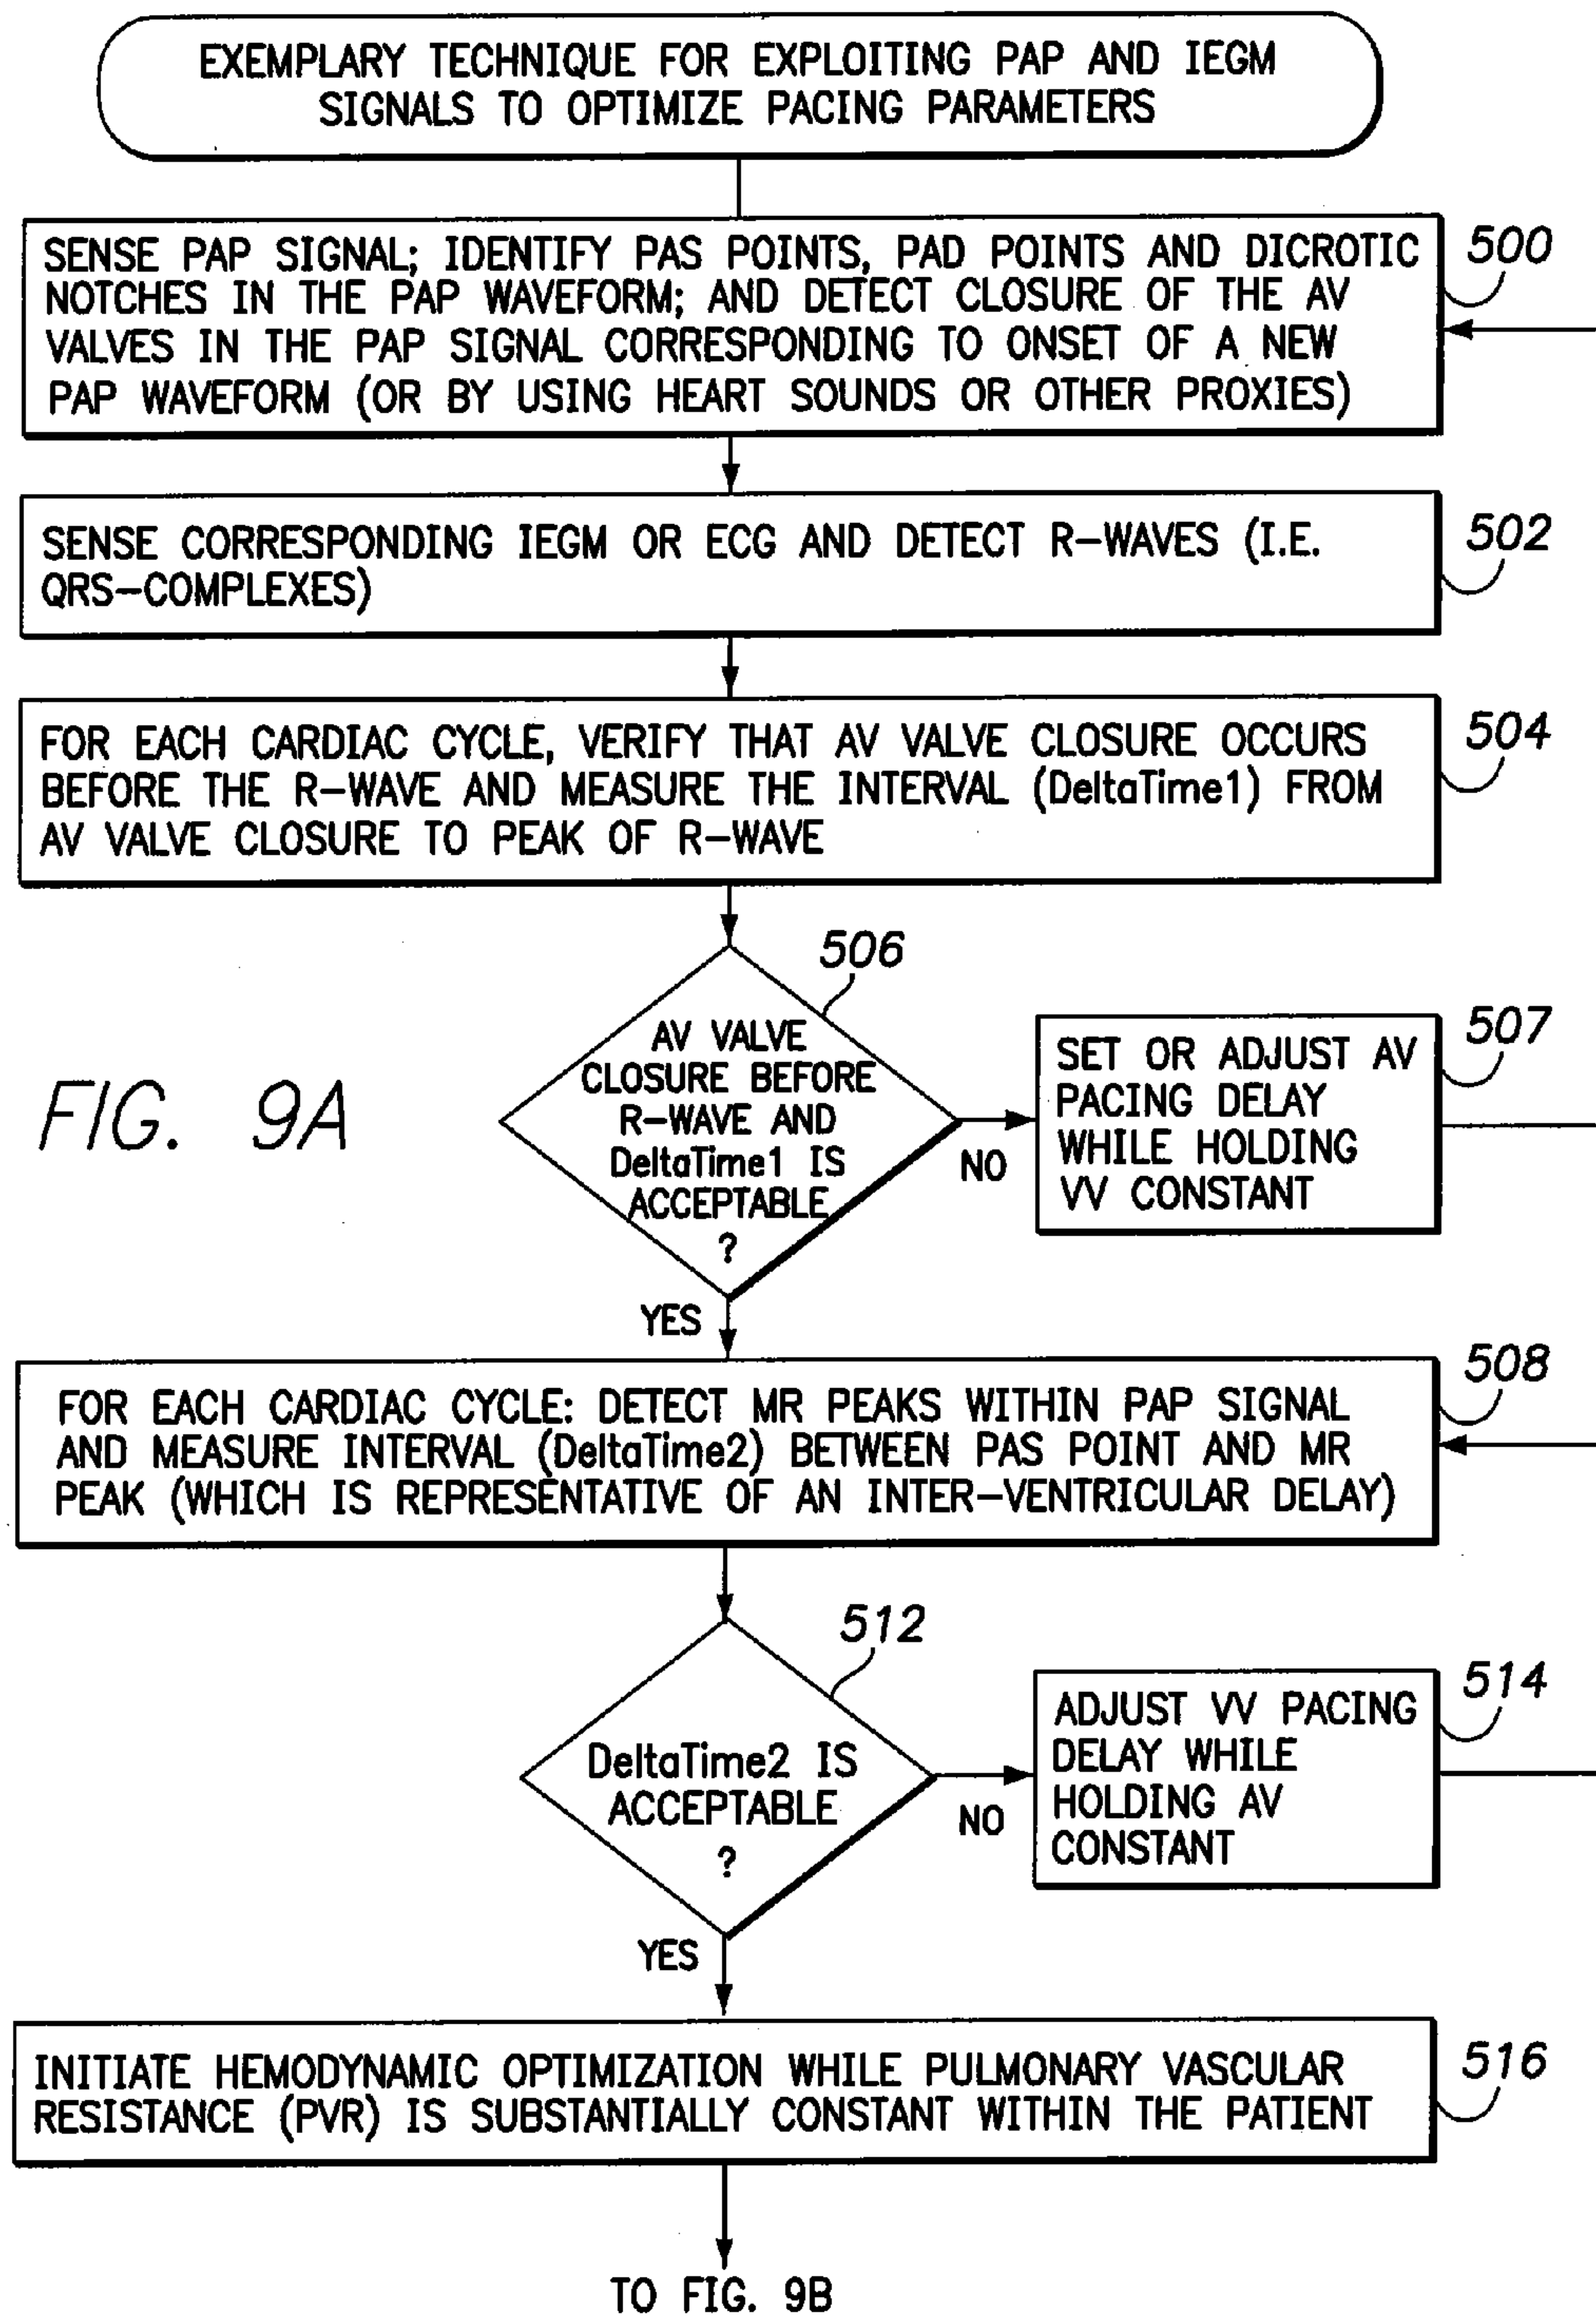 EXEMPLARY TECHNIQUE FOR EXPLOITING PAP AND IEGM
SIGNALS TO OPTIMIZE PACING PARAMETERS
SENSE PAP SIGNAL; IDENTIFY PAS POINTS, PAD POINTS AND DICROTIC
NOTCHES IN THE PAP WAVEFORM; AND DETECT CLOSURE OF THE AV
VALVES IN THE PAP SIGNAL CORRESPONDING TO ONSET OF A NEW
PAP WAVEFORM (OR BY USING HEART SOUNDS OR OTHER PROXIES)
500
SENSE CORRESPONDING IEGM OR ECG AND DETECT R-WAVES (I.E.
QRS-COMPLEXES)
502
FOR EACH CARDIAC CYCLE, VERIFY THAT AV VALVE CLOSURE OCCURS
BEFORE THE R-WAVE AND MEASURE THE INTERVAL (DeltaTime1) FROM
AV VALVE CLOSURE TO PEAK OF R-WAVE
504
506
AV VALVE
CLOSURE BEFORE
R-WAVE AND
DeltaTime1 IS
ACCEPTABLE
?
NO
YES
SET OR ADJUST AV
PACING DELAY
WHILE HOLDING
VV CONSTANT
507
FIG. 9A
FOR EACH CARDIAC CYCLE: DETECT MR PEAKS WITHIN PAP SIGNAL
AND MEASURE INTERVAL (DeltaTime2) BETWEEN PAS POINT AND MR
PEAK (WHICH IS REPRESENTATIVE OF AN INTER-VENTRICULAR DELAY)
508
512
DeltaTime2 IS
ACCEPTABLE
?
NO
YES
ADJUST VV PACING
DELAY WHILE
HOLDING AV
CONSTANT
514
INITIATE HEMODYNAMIC OPTIMIZATION WHILE PULMONARY VASCULAR
RESISTANCE (PVR) IS SUBSTANTIALLY CONSTANT WITHIN THE PATIENT
516
TO FIG. 9B